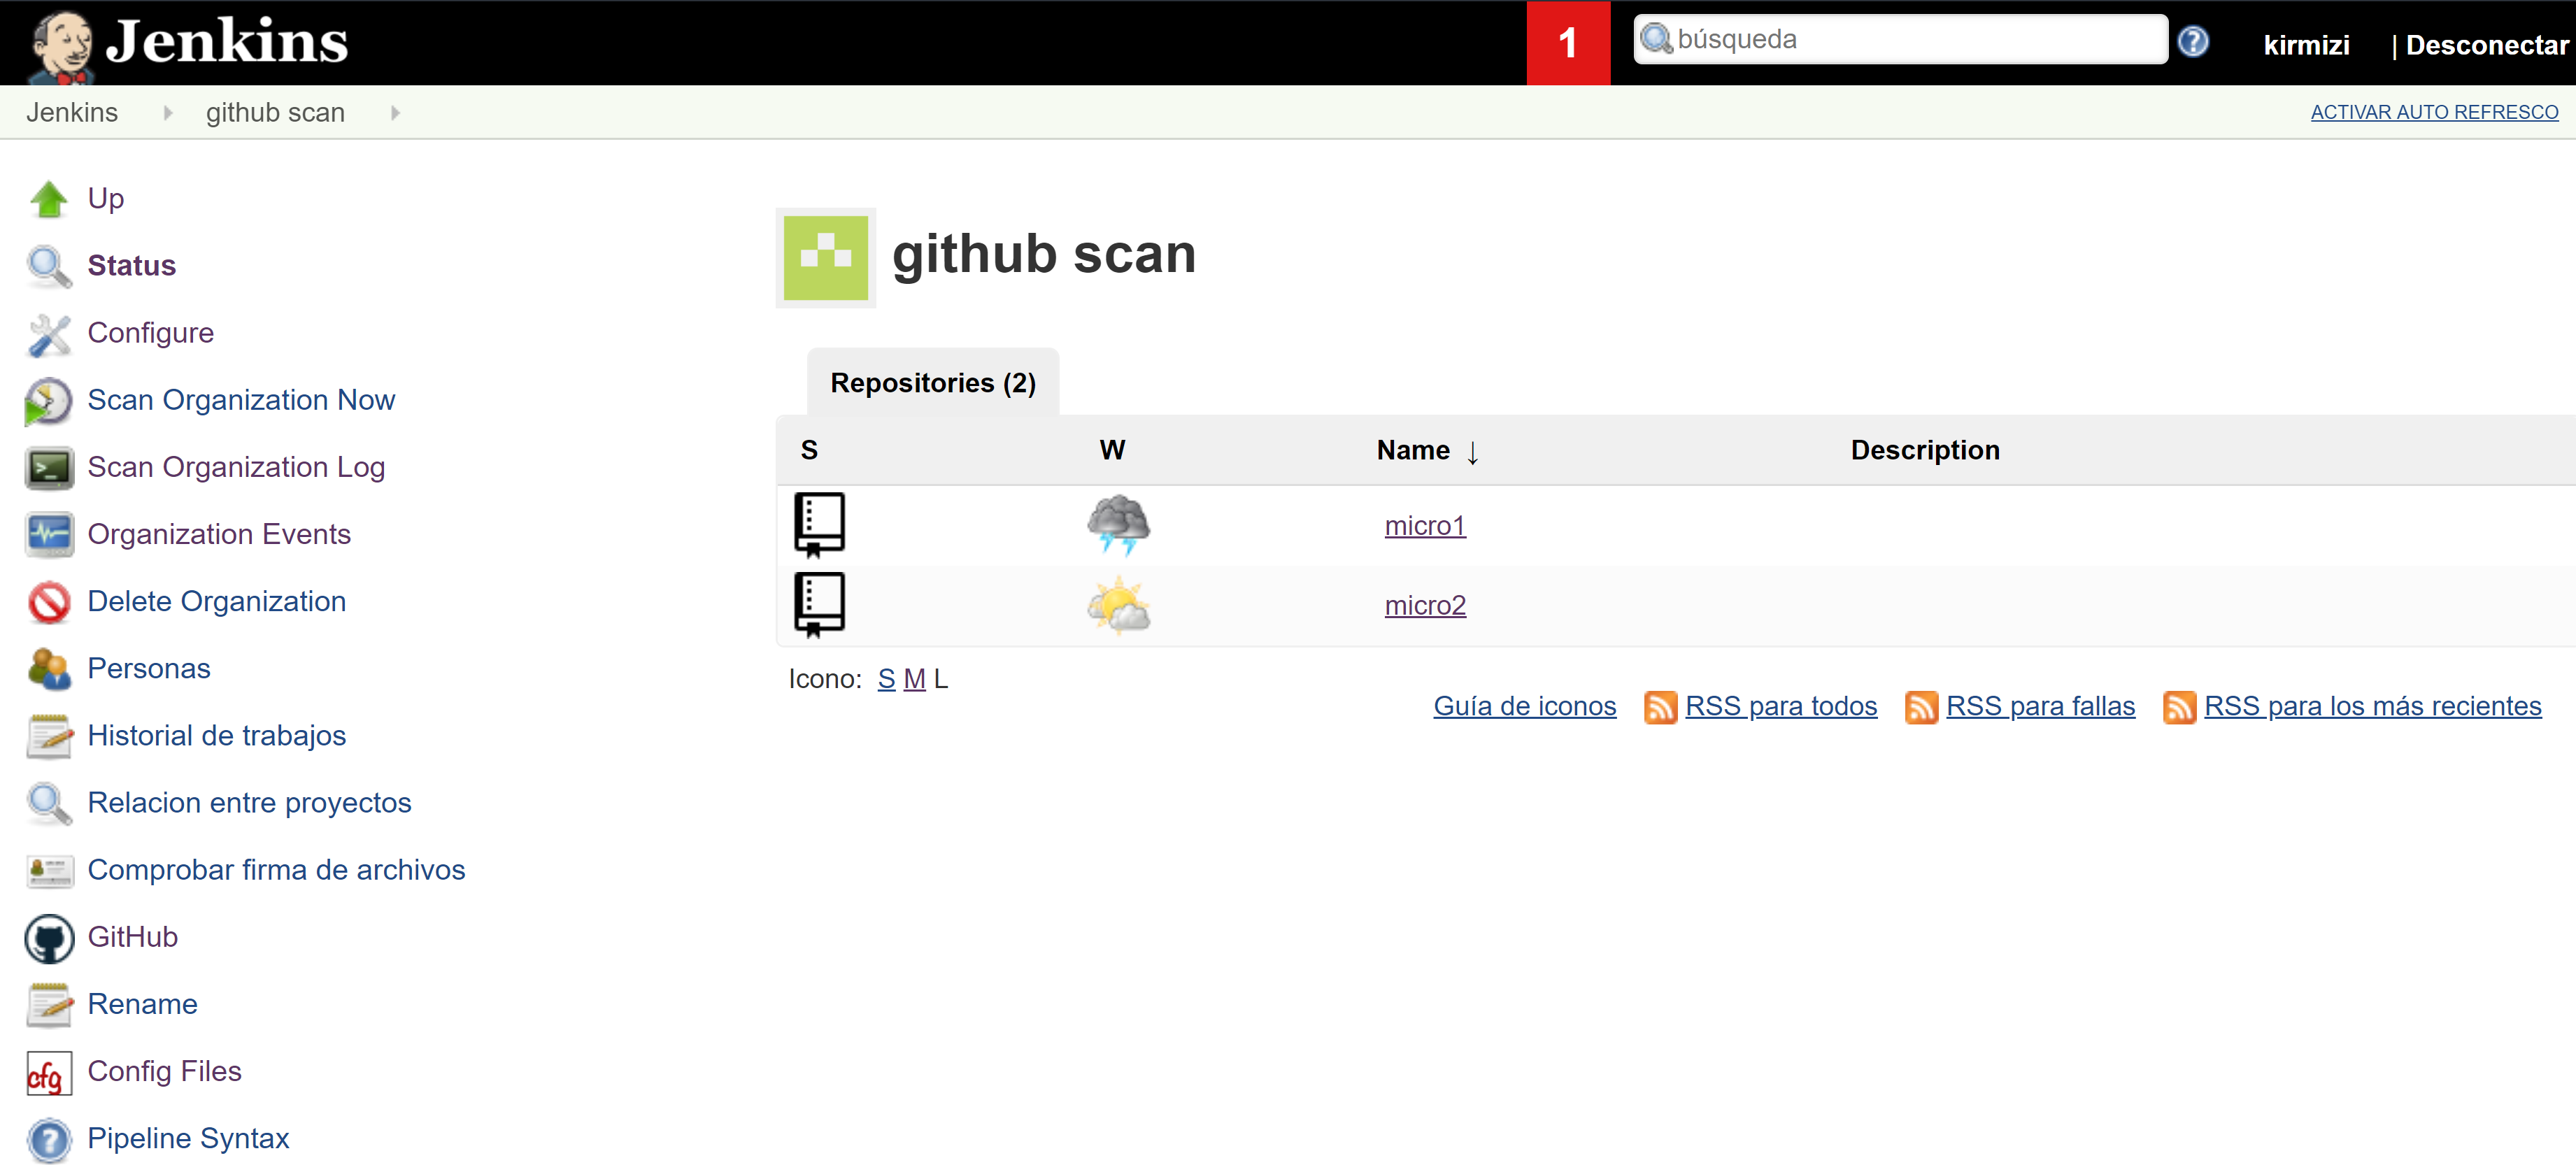 Jenkins
1
búsqueda
kirmizi
| Desconectar
Jenkins
github scan
ACTIVAR AUTO REFRESCO
Up
Status
Configure
Scan Organization Now
Scan Organization Log
Organization Events
Delete Organization
Personas
Historial de trabajos
Relacion entre proyectos
Comprobar firma de archivos
GitHub
Rename
cfg
Config Files
Pipeline Syntax
github scan
Repositories (2)
S W Name ↓ Description
micro1
micro2
Icono: S M L
Guía de iconos RSS para todos RSS para fallas RSS para los más recientes